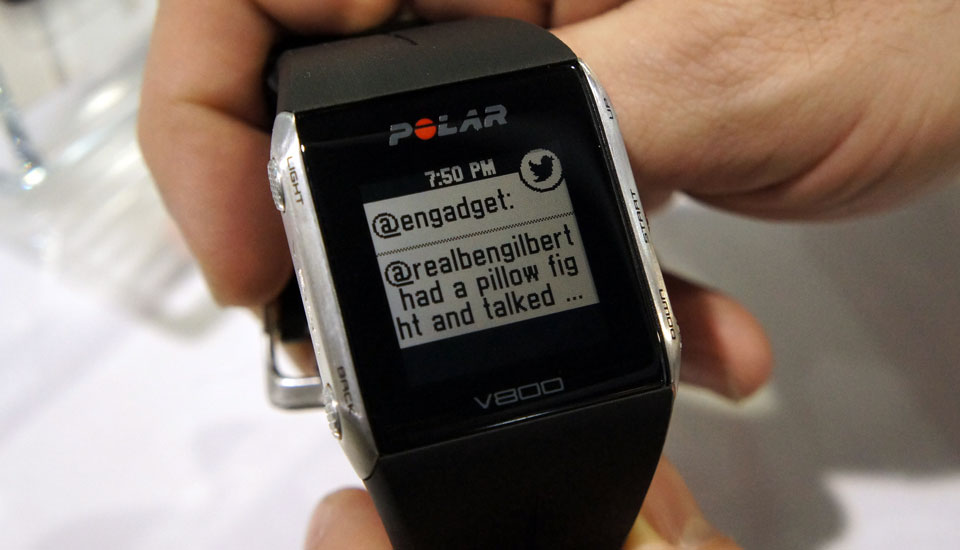 POLAR
LIGHT
UP
7:50 PM
@engadget:
START
@realbengilbert
had a pillow fig
ht and talked ...
DOWN
BACK
V800